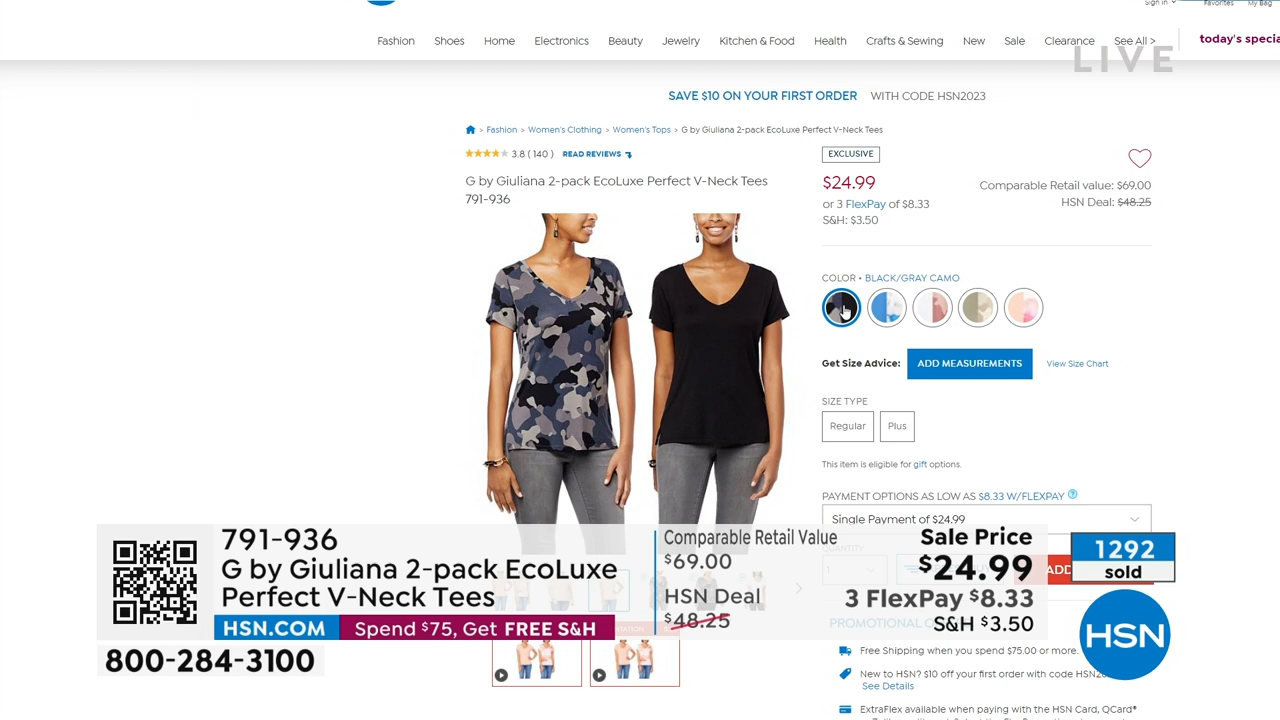 Sign In
Favorites
My Bag
Fashion
Shoes
Home
Electronics
Beauty
Jewelry
Kitchen & Food
Health
Crafts & Sewing
New
Sale
Clearance
See All >
today's specia
LIVE
SAVE $10 ON YOUR FIRST ORDER WITH CODE HSN2023
> Fashion > Women's Clothing > Women's Tops > G by Giuliana 2-pack EcoLuxe Perfect V-Neck Tees
3.8 ( 140 ) READ REVIEWS
G by Giuliana 2-pack EcoLuxe Perfect V-Neck Tees
791-936
EXCLUSIVE
$24.99
or 3 FlexPay of $8.33
S&H: $3.50
Comparable Retail value: $69.00
HSN Deal: $48.25
COLOR • BLACK/GRAY CAMO
Get Size Advice: ADD MEASUREMENTS View Size Chart
SIZE TYPE
Regular
Plus
This item is eligible for gift options.
PAYMENT OPTIONS AS LOW AS $8.33 W/FLEXPAY
Single Payment of $24.99
QUANTITY
1
ADD
791-936
G by Giuliana 2-pack EcoLuxe
Perfect V-Neck Tees
HSN.COM
Spend $75, Get FREE S&H
800-284-3100
Comparable Retail Value
$69.00
HSN Deal
$48.25
Sale Price
$24.99
3 FlexPay $8.33
S&H $3.50
1292
sold
HSN
PROMOTIONAL
Free Shipping when you spend $75.00 or more.
New to HSN? $10 off your first order with code
See Details
ExtraFlex available when paying with the HSN Card, QCard®